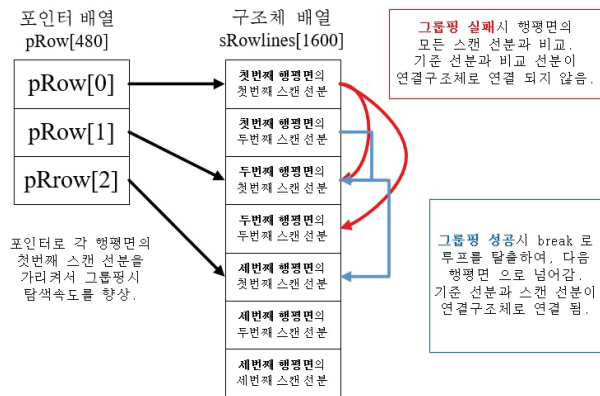 포인터 배열
pRow[480]
pRow[0]
pRow[1]
pRrow[2]
포인터로 각 행평면의
첫번째 스캔 선분을
가리켜서 그룹핑시
탐색속도를 향상.
구조체 배열
sRowlines[1600]
첫번째 행평면의
첫번째 스캔 선분
첫번째 행평면의
두번째 스캔 선분
두번째 행평면의
첫번째 스캔 선분
두번째 행평면의
두번째 스캔 선분
세번째 행평면의
첫번째 스캔 선분
세번째 행평면의
두번째 스캔 선분
세번째 행평면의
세번째 스캔 선분
그룹핑 실패시 행평면의
모든 스캔 선분과 비교.
기준 선분과 비교 선분이
연결구조체로 연결 되지 않음.
그룹핑 성공시 break 로
루프를 탈출하여, 다음
행평면 으로 넘어감.
기준 선분과 스캔 선분이
연결구조체로 연결 됨.